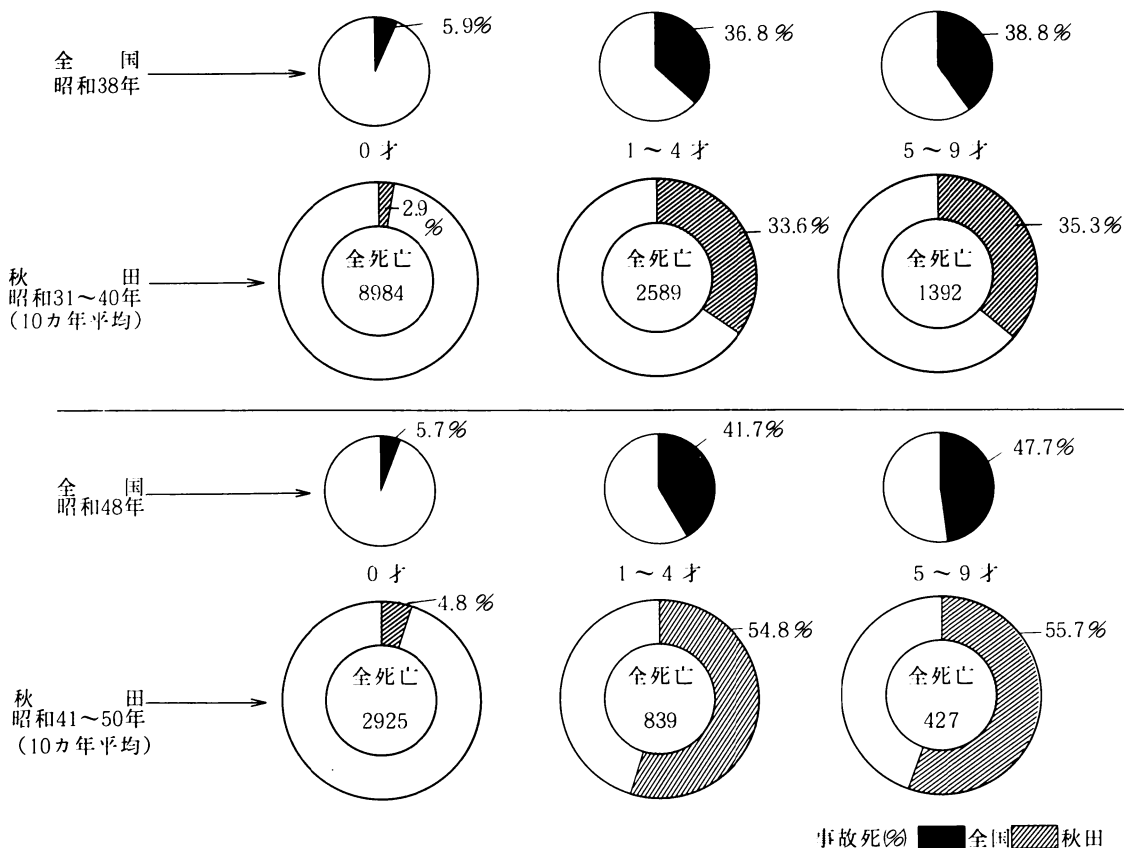 5.9%
36.8%
38.8%
全国
昭和38年
0才
1～4才
5～9才
2.9%
33.6%
35.3%
全死亡
8984
全死亡
2589
全死亡
1392
秋田
昭和31～40年
(10カ年平均)
5.7%
41.7%
47.7%
全国
昭和48年
0才
1～4才
5～9才
4.8%
54.8%
55.7%
全死亡
2925
全死亡
839
全死亡
427
秋田
昭和41～50年
(10カ年平均)
事故死(%) 全国 秋田